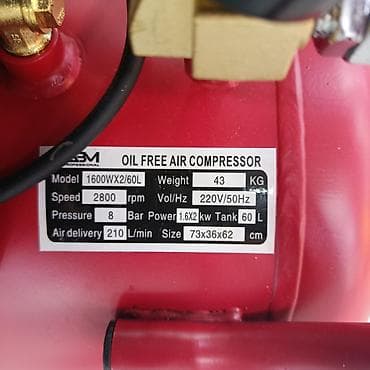 OIL FREE AIR COMPRESSOR
Model 1600WX2/60L Weight 43 KG
Speed 2800 rpm Vol/Hz 220V/50Hz
Pressure 8 Bar Power 1.6X2 kw Tank 60 L
Air delivery 210 L/min Size 73x36x62 cm